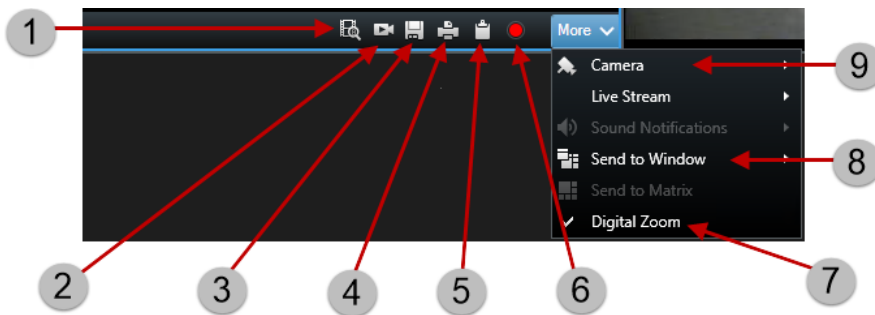 1
More
Camera
9
Live Stream
Sound Notifications
Send to Window
8
Send to Matrix
Digital Zoom
2
3
4
5
6
7